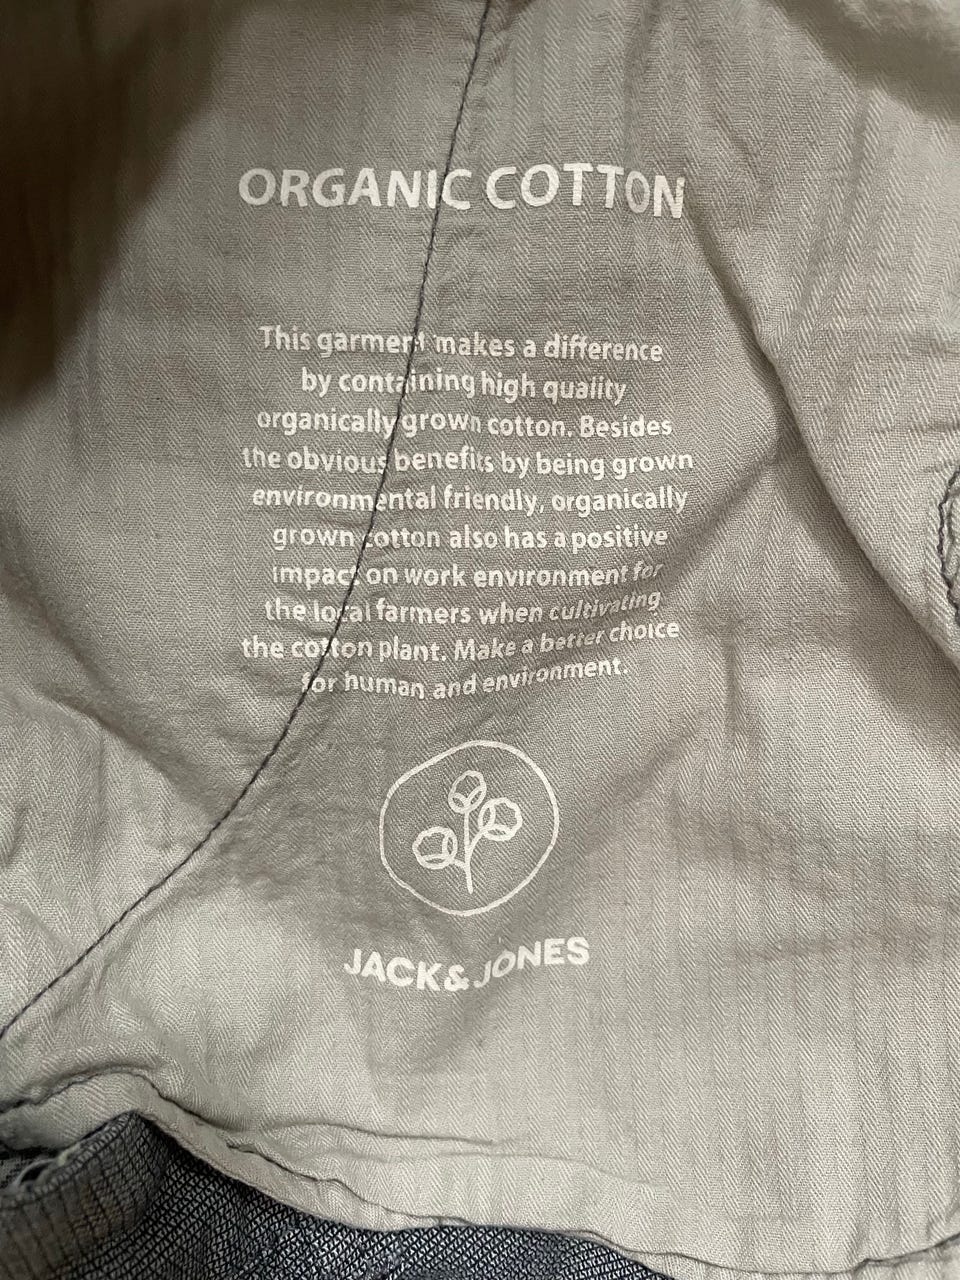 ORGANIC COTTON
This garment makes a difference
by containing high quality
organically grown cotton. Besides
the obvious benefits by being grown
environmental friendly, organically
grown cotton also has a positive
impact on work environment for
the local farmers when cultivating
the cotton plant. Make a better choice
for human and environment.
JACK & JONES